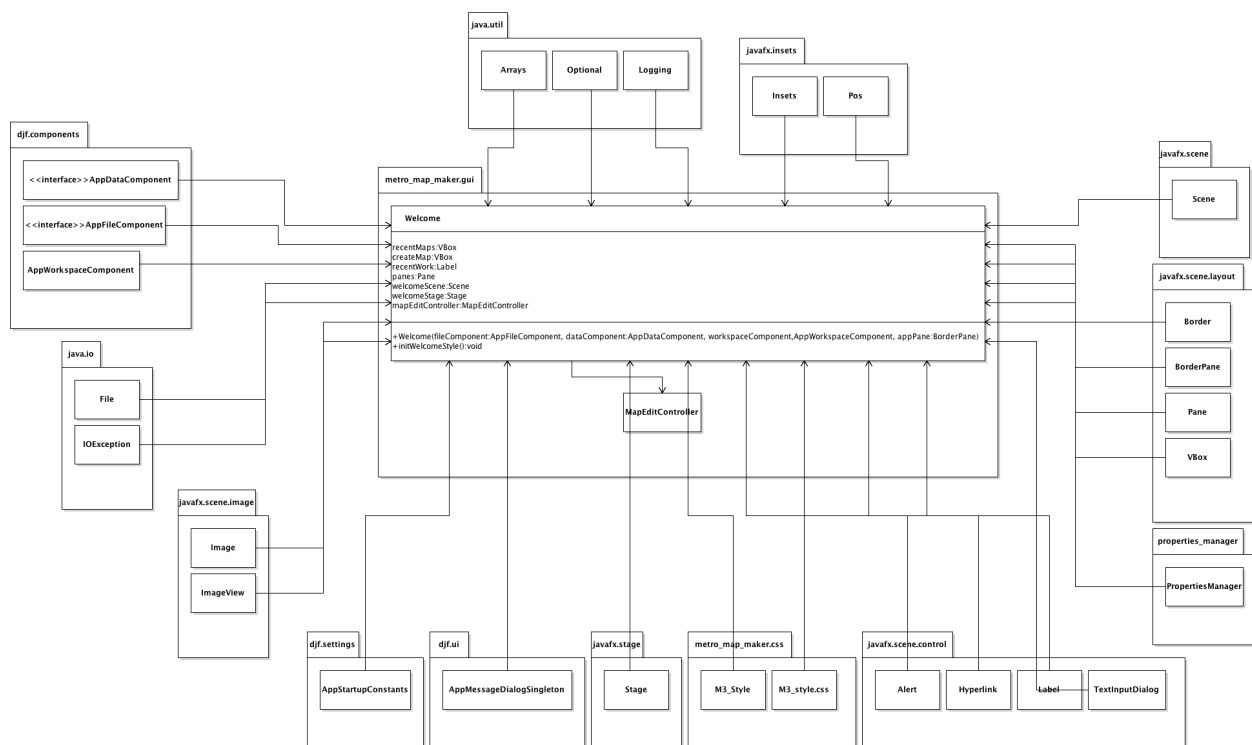 java.util
Arrays
Optional
Logging
javafx.insets
Insets
Pos
djf.components
<<interface>>AppDataComponent
<<interface>>AppFileComponent
AppWorkspaceComponent
javafx.scene
Scene
metro_map_maker.gui
Welcome
recentMaps:VBox
createMap:VBox
recentWork:Label
panes:Pane
welcomeScene:Scene
welcomeStage:Stage
mapEditController:MapEditController
+Welcome(fileComponent:AppFileComponent, dataComponent:AppDataComponent, workspaceComponent,AppWorkspaceComponent, appPane:BorderPane)
+initWelcomeStyle():void
MapEditController
javafx.scene.layout
Border
BorderPane
Pane
VBox
java.io
File
IOException
javafx.scene.image
Image
ImageView
properties_manager
PropertiesManager
djf.settings
AppStartupConstants
djf.ui
AppMessageDialogSingleton
javafx.stage
Stage
metro_map_maker.css
M3_Style
M3_style.css
javafx.scene.control
Alert
Hyperlink
Label
TextInputDialog